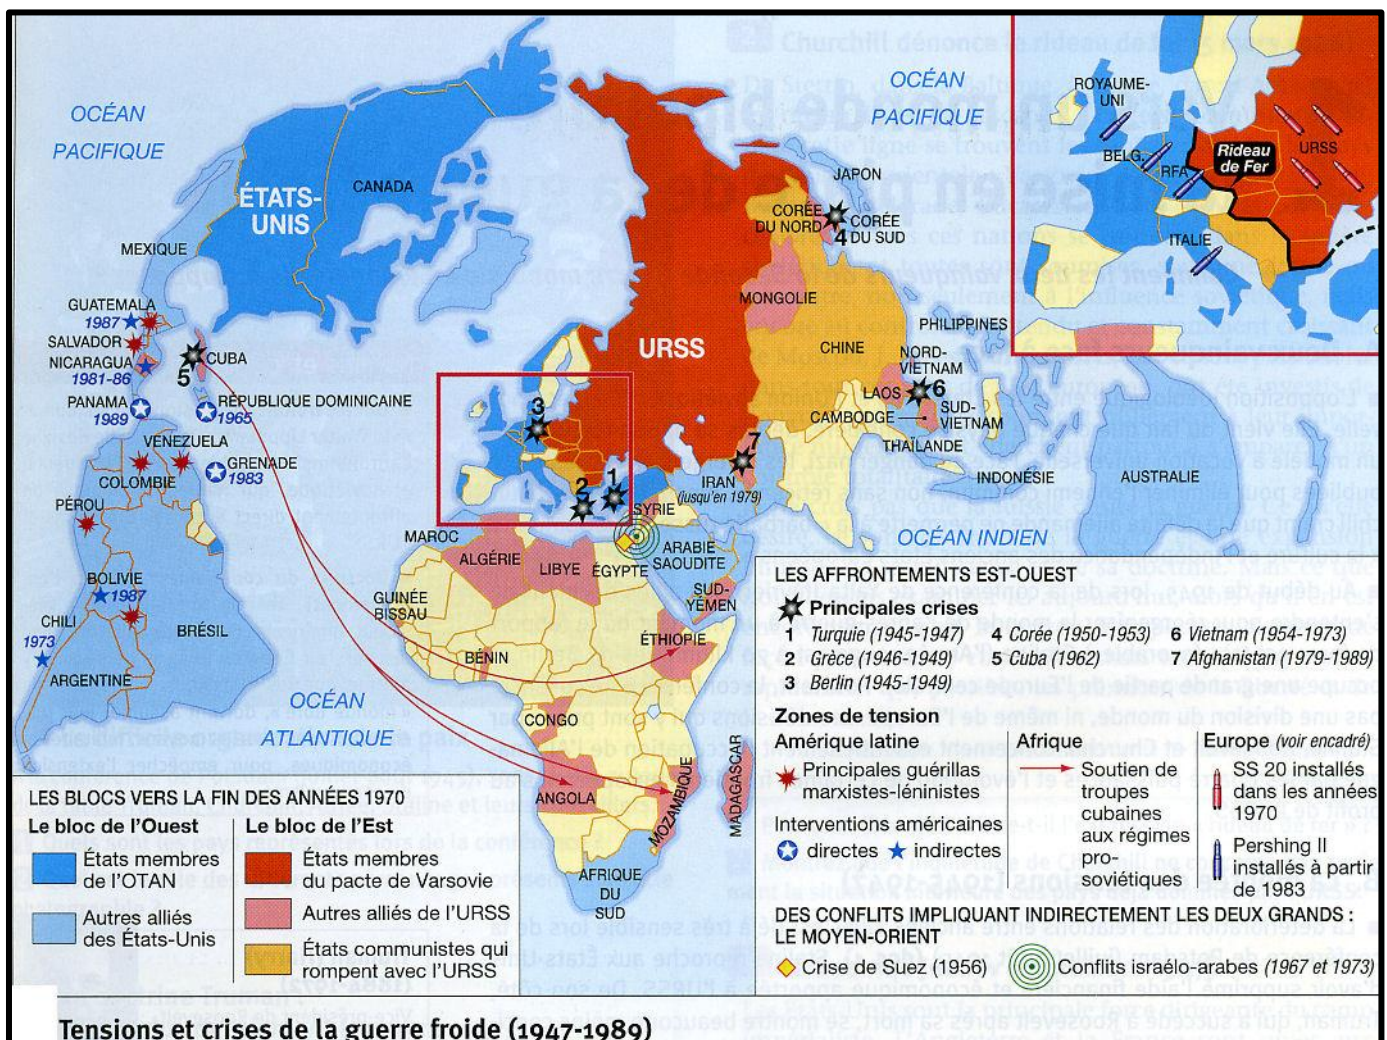 OCÉAN
PACIFIQUE
OCÉAN
PACIFIQUE
ÉTATS-
UNIS
CANADA
MEXIQUE
GUATEMALA
1987
SALVADOR
NICARAGUA
1981-86
PANAMA
1989
CUBA
5
RÉPUBLIQUE DOMINICAINE
1965
VENEZUELA
GRENADE
1983
COLOMBIE
PÉROU
BOLIVIE
1987
CHILI
1973
BRÉSIL
ARGENTINE
OCÉAN
ATLANTIQUE
URSS
JAPON
CORÉE
DU NORD
4
CORÉE
DU SUD
MONGOLIE
CHINE
PHILIPPINES
NORD-
VIETNAM
LAOS
6
CAMBODGE
SUD-
VIETNAM
THAÏLANDE
INDONÉSIE
AUSTRALIE
OCÉAN INDIEN
7
IRAN
(jusqu'en 1979)
3
1
2
SYRIE
MAROC
ALGÉRIE
LIBYE
ÉGYPTE
ARABIE
SAOUDITE
SUD-
YÉMEN
GUINÉE
BISSAU
BÉNIN
ÉTHIOPIE
CONGO
ANGOLA
MOZAMBIQUE
MADAGASCAR
AFRIQUE
DU
SUD
ROYAUME-
UNI
BELG.
RFA
Rideau
de Fer
URSS
ITALIE
LES BLOCS VERS LA FIN DES ANNÉES 1970
Le bloc de l'Ouest
États membres
de l'OTAN
Autres alliés
des États-Unis
Le bloc de l'Est
États membres
du pacte de Varsovie
Autres alliés de l'URSS
États communistes qui
rompent avec l'URSS
LES AFFRONTEMENTS EST-OUEST
Principales crises
1 Turquie (1945-1947)
2 Grèce (1946-1949)
3 Berlin (1945-1949)
4 Corée (1950-1953)
5 Cuba (1962)
6 Vietnam (1954-1973)
7 Afghanistan (1979-1989)
Zones de tension
Amérique latine
Principales guérillas
marxistes-léninistes
Interventions américaines
directes
indirectes
Afrique
Soutien de
troupes
cubaines
aux régimes
pro-
soviétiques
Europe (voir encadré)
SS 20 installés
dans les années
1970
Pershing II
installés à partir
de 1983
DES CONFLITS IMPLIQUANT INDIRECTEMENT LES DEUX GRANDS :
LE MOYEN-ORIENT
Crise de Suez (1956)
Conflits israélo-arabes (1967 et 1973)
Tensions et crises de la guerre froide (1947-1989)